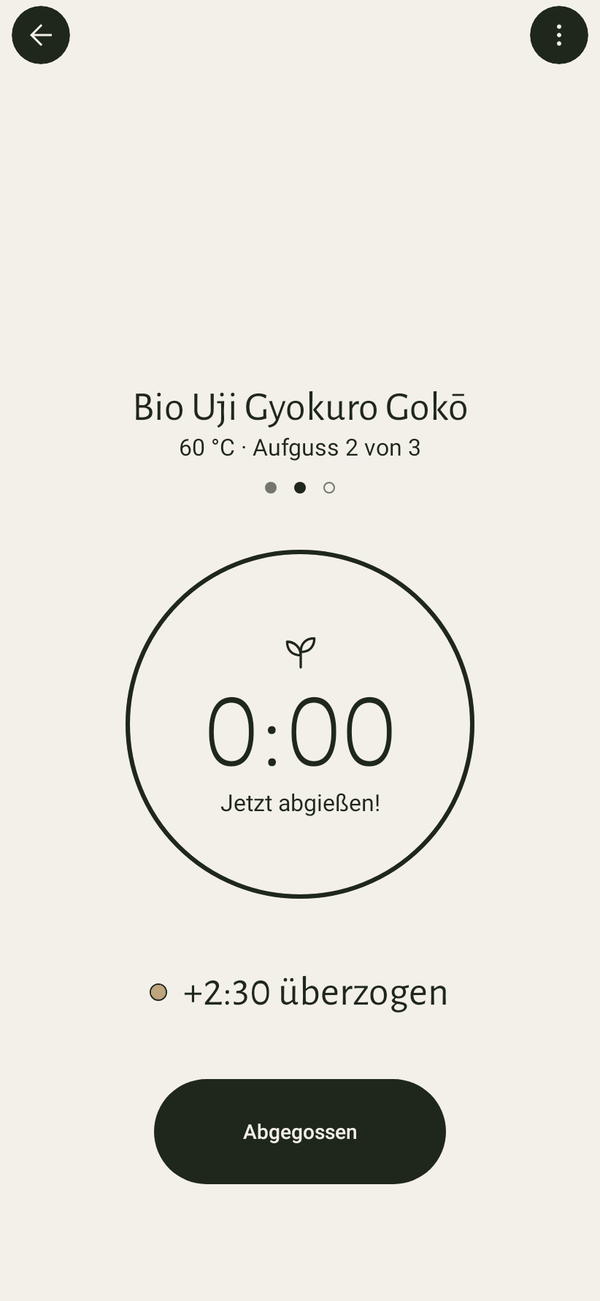 Bio Uji Gyokuro Gokō
60 °C · Aufguss 2 von 3
0:00
Jetzt abgießen!
+2:30 überzogen
Abgegossen